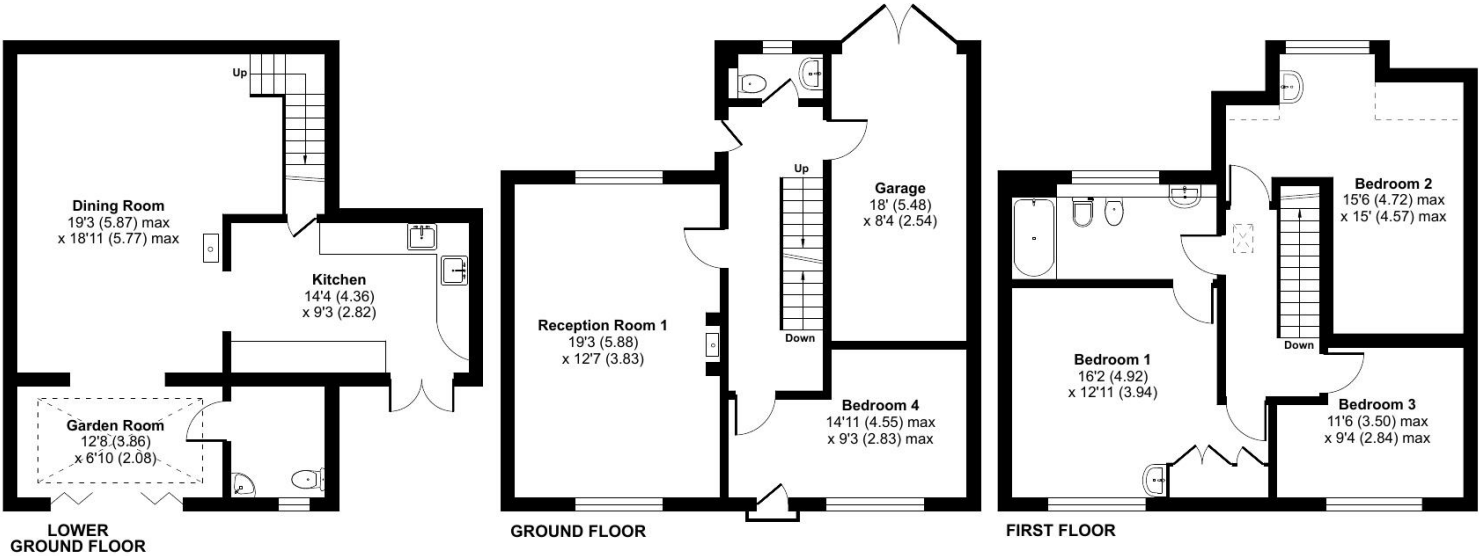 Up
Dining Room
19'3 (5.87) max
x 18'11 (5.77) max
Kitchen
14'4 (4.36)
x 9'3 (2.82)
Garden Room
12'8 (3.86)
x 6'10 (2.08)
LOWER
GROUND FLOOR
Up
Garage
18' (5.48)
x 8'4 (2.54)
Reception Room 1
19'3 (5.88)
x 12'7 (3.83)
Down
Bedroom 4
14'11 (4.55) max
x 9'3 (2.83) max
GROUND FLOOR
Bedroom 2
15'6 (4.72) max
x 15' (4.57) max
Bedroom 1
16'2 (4.92)
x 12'11 (3.94)
Down
Bedroom 3
11'6 (3.50) max
x 9'4 (2.84) max
FIRST FLOOR